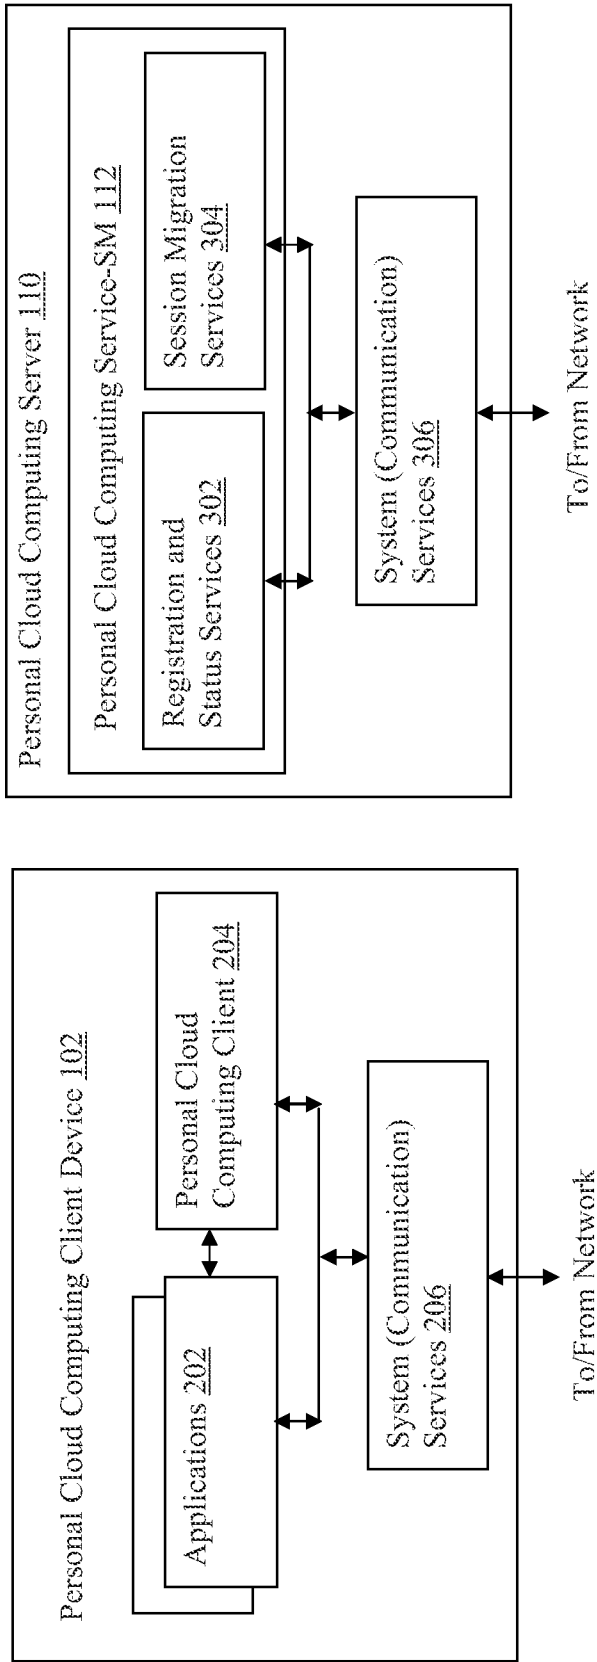 Personal Cloud Computing Client Device 102
Applications 202
Personal Cloud
Computing Client 204
System (Communication)
Services 206
To/From Network
Personal Cloud Computing Server 110
Personal Cloud Computing Service-SM 112
Registration and
Status Services 302
Session Migration
Services 304
System (Communication)
Services 306
To/From Network